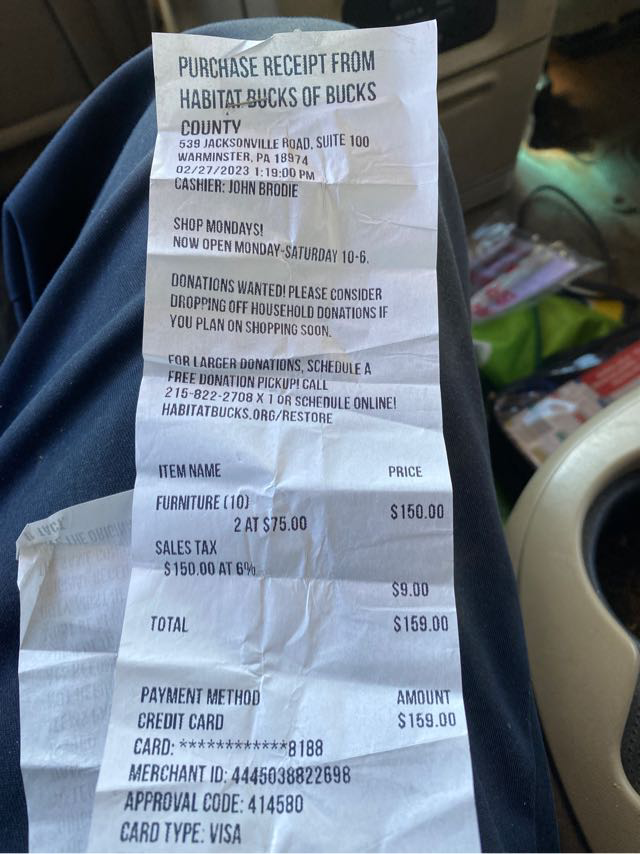 PURCHASE RECEIPT FROM
HABITAT BUCKS OF BUCKS
COUNTY
539 JACKSONVILLE ROAD, SUITE 100
WARMINSTER, PA 18974
02/27/2023 1:19:00 PM
CASHIER: JOHN BRODIE
SHOP MONDAYS!
NOW OPEN MONDAY-SATURDAY 10-6.
DONATIONS WANTED! PLEASE CONSIDER
DROPPING OFF HOUSEHOLD DONATIONS IF
YOU PLAN ON SHOPPING SOON.
FOR LARGER DONATIONS, SCHEDULE A
FREE DONATION PICKUP! CALL
215-822-2708 X 1 OR SCHEDULE ONLINE!
HABITATBUCKS.ORG/RESTORE
ITEM NAME PRICE
FURNITURE (10) $150.00
2 AT $75.00
SALES TAX
$150.00 AT 6%
$9.00
TOTAL $159.00
PAYMENT METHOD AMOUNT
CREDIT CARD $159.00
CARD: ************8188
MERCHANT ID: 4445038822698
APPROVAL CODE: 414580
CARD TYPE: VISA